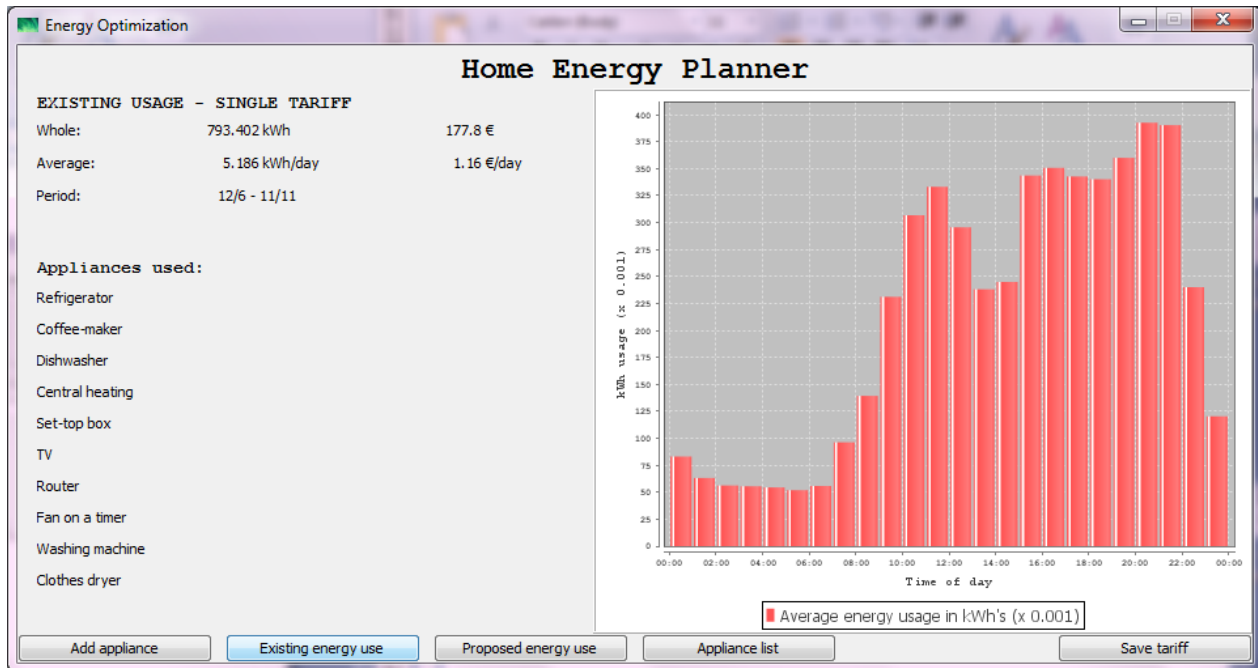 Energy Optimization
Home Energy Planner
EXISTING USAGE - SINGLE TARIFF
Whole: 793.402 kWh 177.8 €
Average: 5.186 kWh/day 1.16 €/day
Period: 12/6 - 11/11
Appliances used:
Refrigerator
Coffee-maker
Dishwasher
Central heating
Set-top box
TV
Router
Fan on a timer
Washing machine
Clothes dryer
kWh usage (x 0.001)
400
375
350
325
300
275
250
225
200
175
150
125
100
75
50
25
0
00:00 02:00 04:00 06:00 08:00 10:00 12:00 14:00 16:00 18:00 20:00 22:00 00:00
Time of day
Average energy usage in kWh's (x 0.001)
Add appliance Existing energy use Proposed energy use Appliance list Save tariff